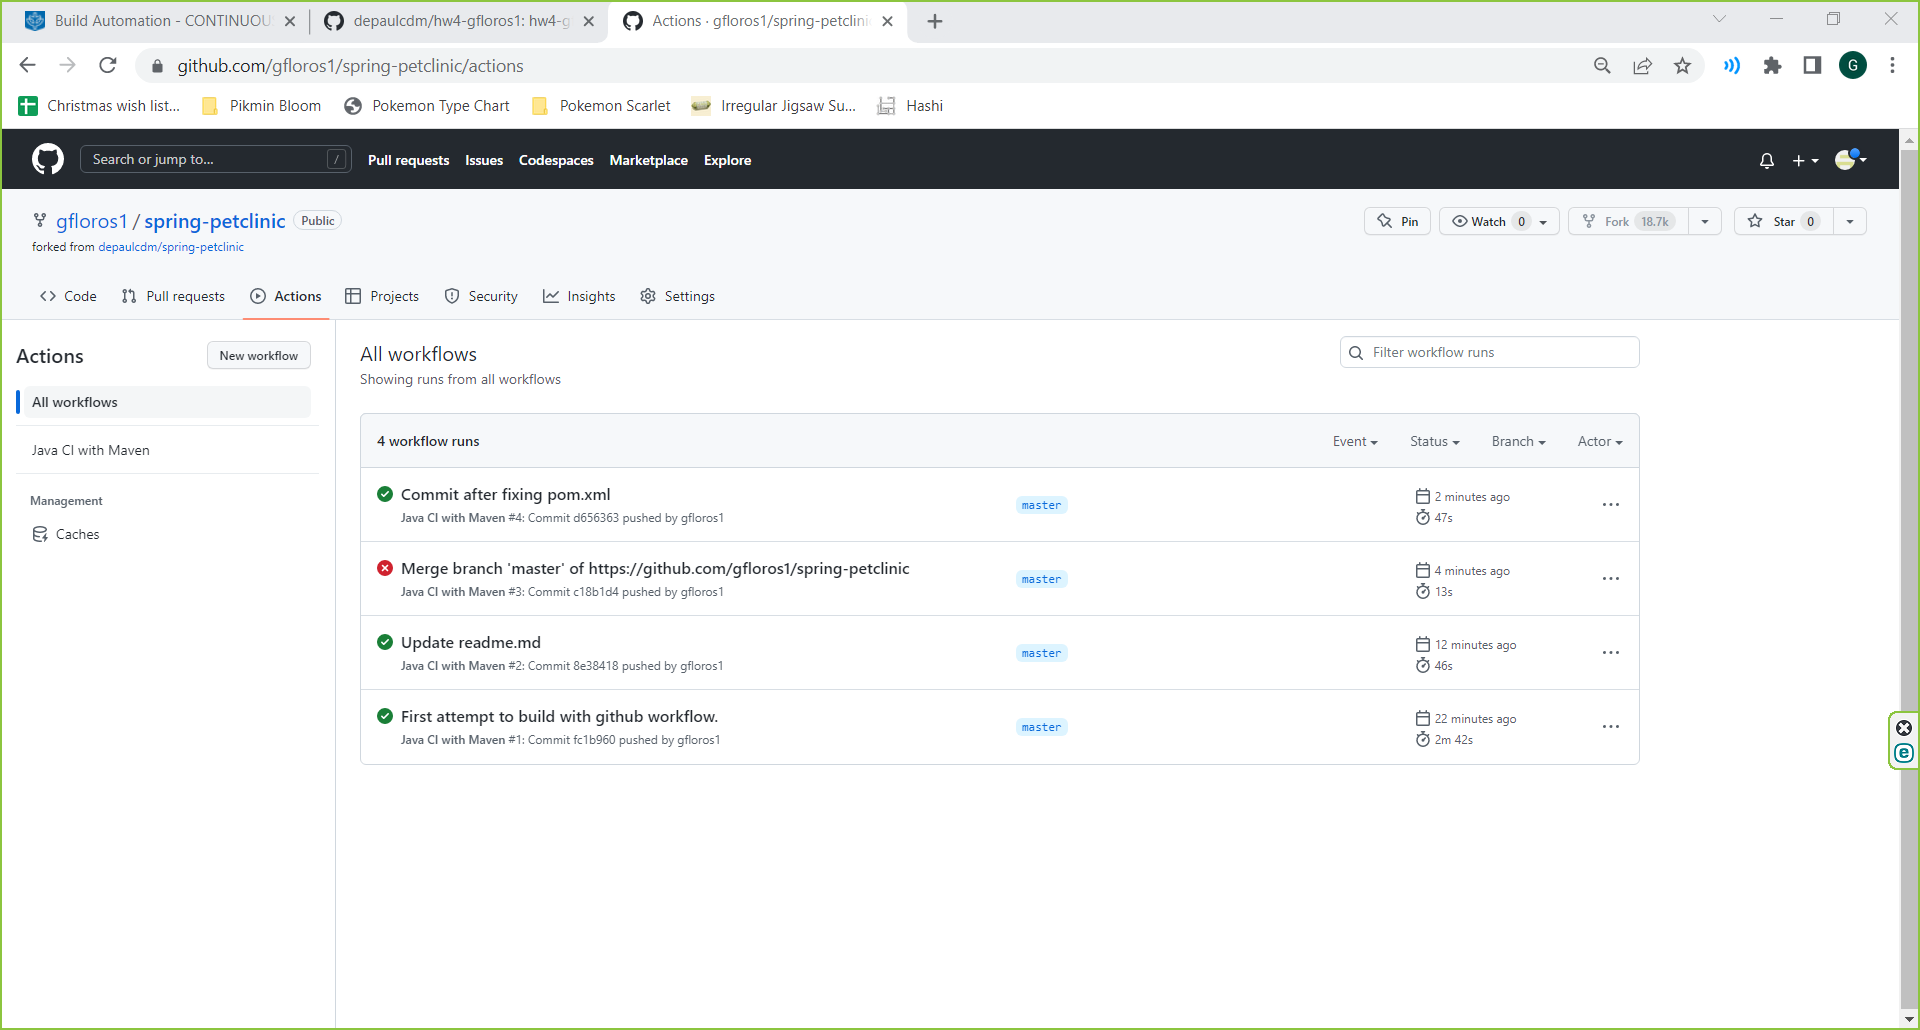 Build Automation - CONTINUOU
depaulcdm/hw4-gfloros1: hw4-g
Actions · gfloros1/spring-petclini
github.com/gfloros1/spring-petclinic/actions
G
Christmas wish list...
Pikmin Bloom
Pokemon Type Chart
Pokemon Scarlet
Irregular Jigsaw Su...
Hashi
Search or jump to...
/
Pull requests
Issues
Codespaces
Marketplace
Explore
gfloros1 / spring-petclinic Public
Pin
Watch 0
Fork 18.7k
Star 0
forked from depaulcdm/spring-petclinic
Code
Pull requests
Actions
Projects
Security
Insights
Settings
Actions
New workflow
All workflows
Java CI with Maven
Management
Caches
All workflows
Showing runs from all workflows
Filter workflow runs
4 workflow runs
Event
Status
Branch
Actor
Commit after fixing pom.xml
Java CI with Maven #4: Commit d656363 pushed by gfloros1
master
2 minutes ago
47s
Merge branch 'master' of https://github.com/gfloros1/spring-petclinic
Java CI with Maven #3: Commit c18b1d4 pushed by gfloros1
master
4 minutes ago
13s
Update readme.md
Java CI with Maven #2: Commit 8e38418 pushed by gfloros1
master
12 minutes ago
46s
First attempt to build with github workflow.
Java CI with Maven #1: Commit fc1b960 pushed by gfloros1
master
22 minutes ago
2m 42s